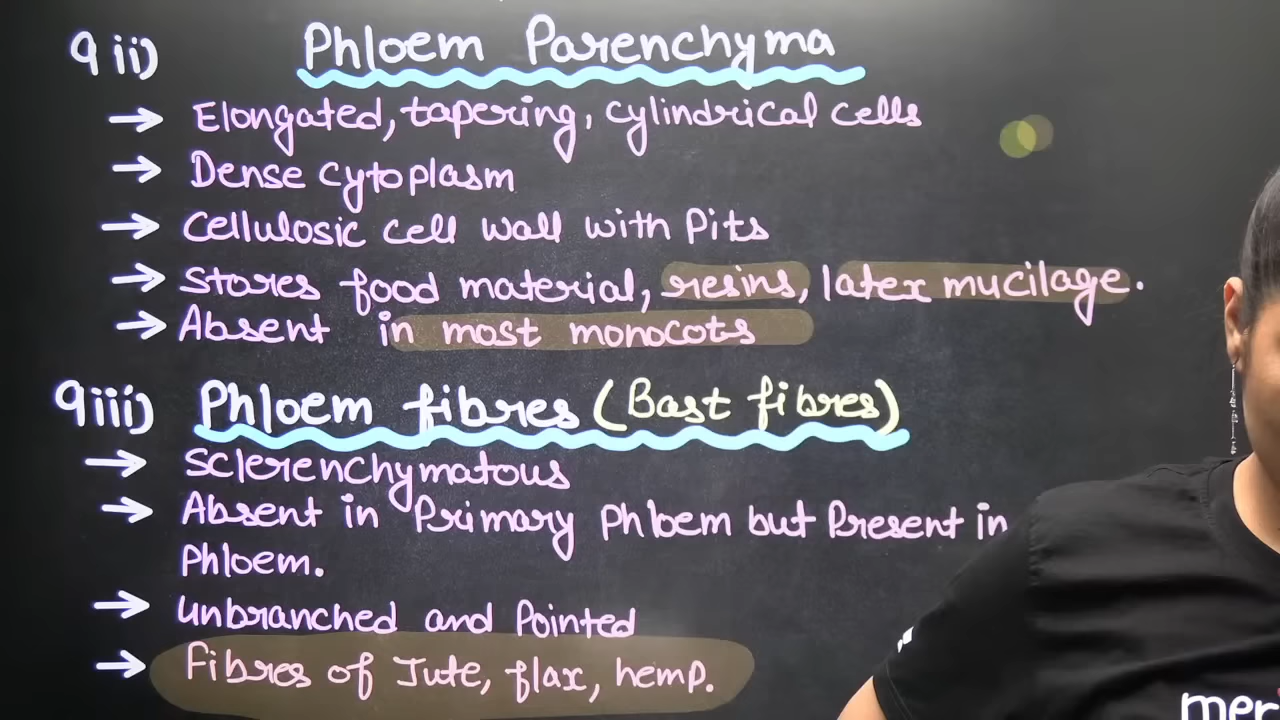 9 ii) Phloem Parenchyma
→ Elongated, tapering, cylindrical cells
→ Dense cytoplasm
→ Cellulosic cell wall with Pits
→ Stores food material, resins, latex mucilage.
→ Absent in most monocots
9iii) Phloem fibres (Bast fibres)
→ Sclerenchymatous
→ Absent in Primary Phloem but Present in
Phloem.
→ Unbranched and Pointed
→ Fibres of Jute, flax, hemp.